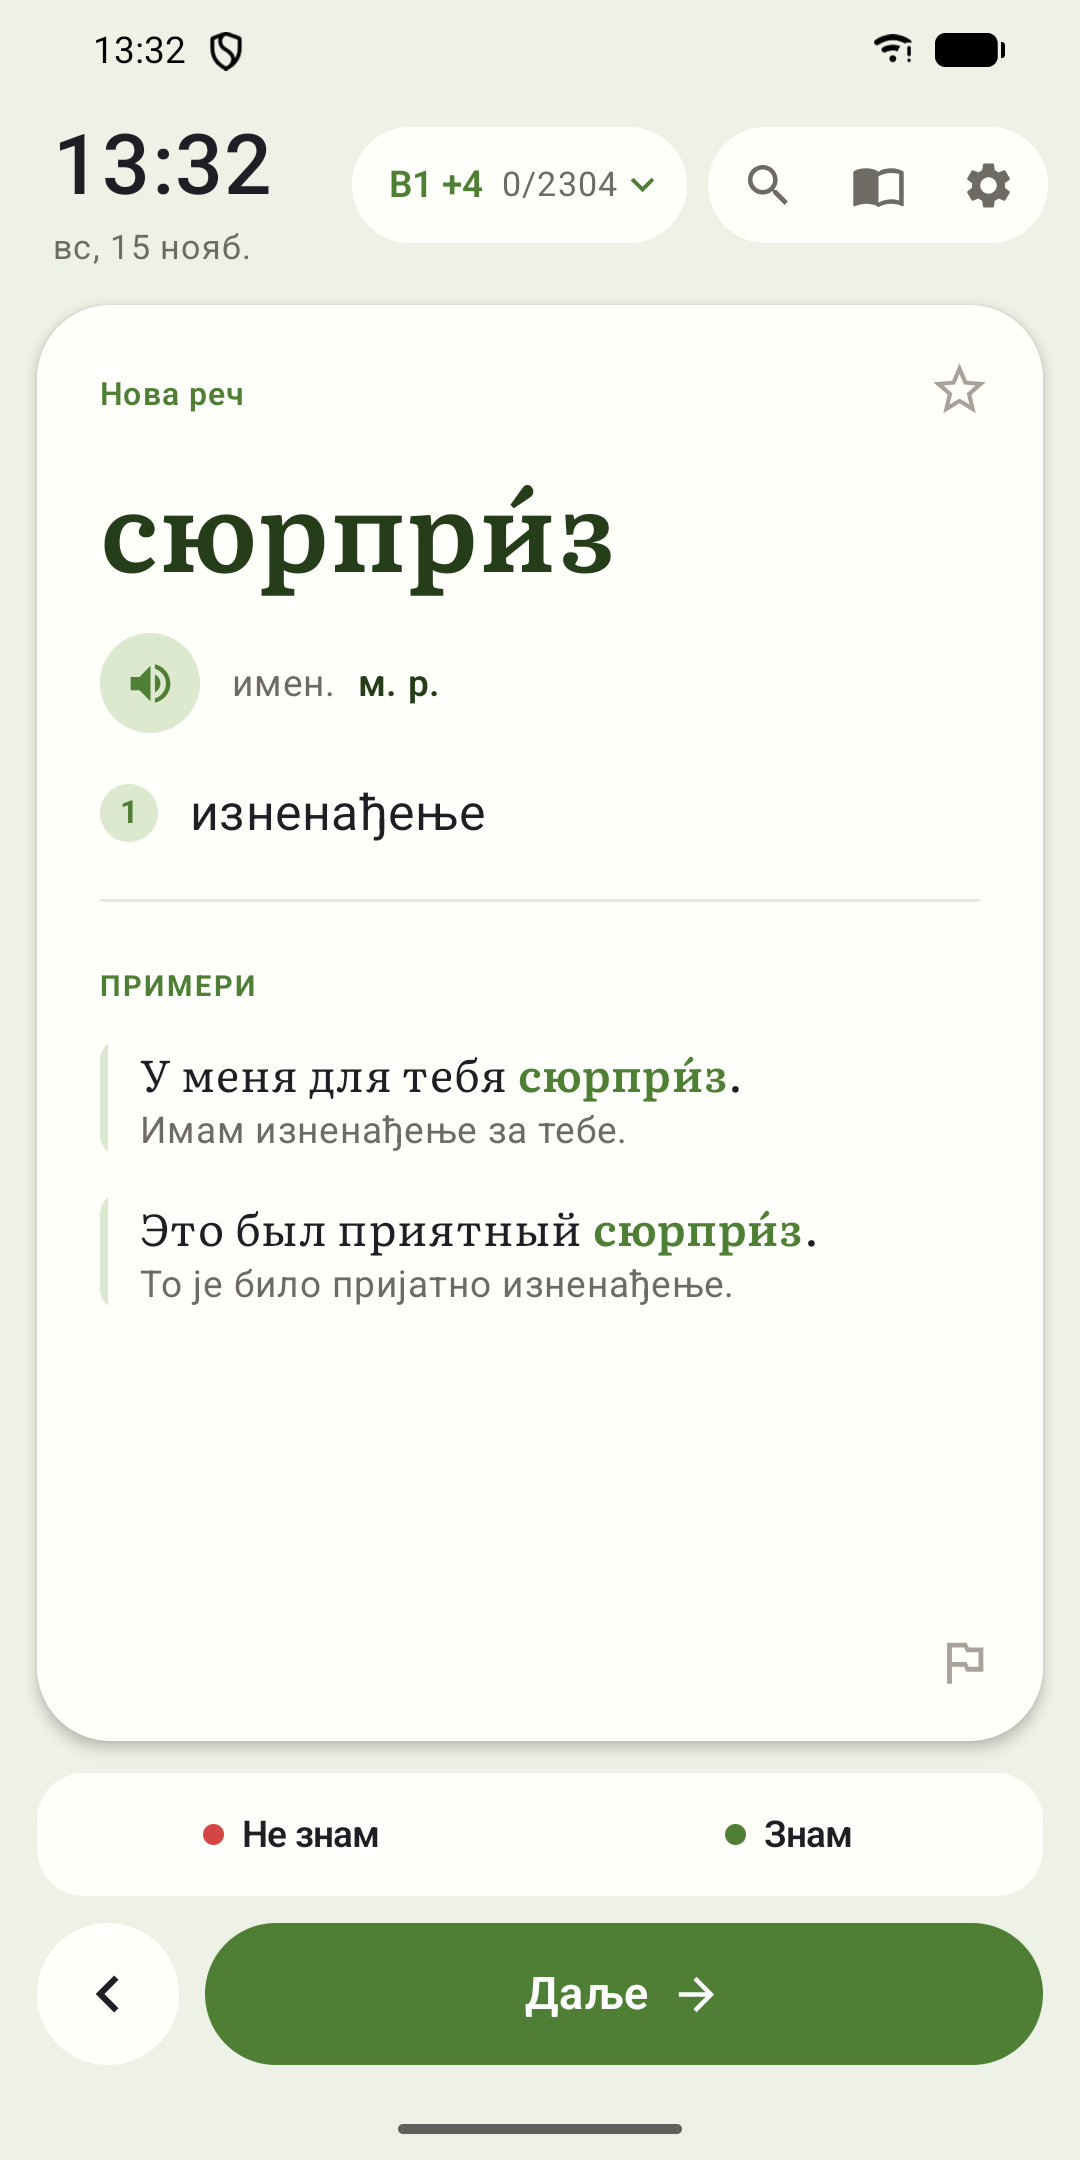 13:32
13:32
вс, 15 нояб.
B1 +4 0/2304
Нова реч
сюрпри́з
имен. м. р.
1 изненађење
ПРИМЕРИ
У меня для тебя сюрпри́з.
Имам изненађење за тебе.
Это был приятный сюрпри́з.
То је било пријатно изненађење.
Не знам
Знам
Даље